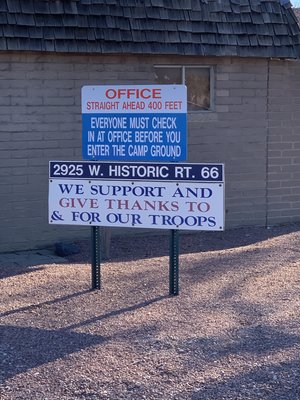 OFFICE
STRAIGHT AHEAD 400 FEET
EVERYONE MUST CHECK
IN AT OFFICE BEFORE YOU
ENTER THE CAMP GROUND
2925 W. HISTORIC RT. 66
WE SUPPORT AND
GIVE THANKS TO
& FOR OUR TROOPS